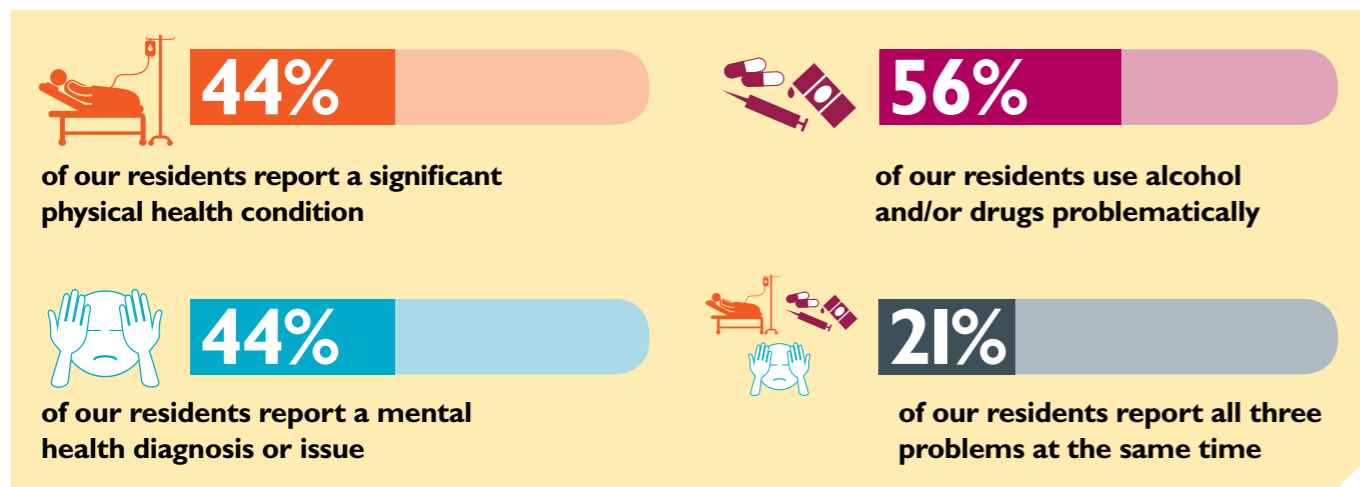 44%
of our residents report a significant
physical health condition
56%
of our residents use alcohol
and/or drugs problematically
44%
of our residents report a mental
health diagnosis or issue
21%
of our residents report all three
problems at the same time